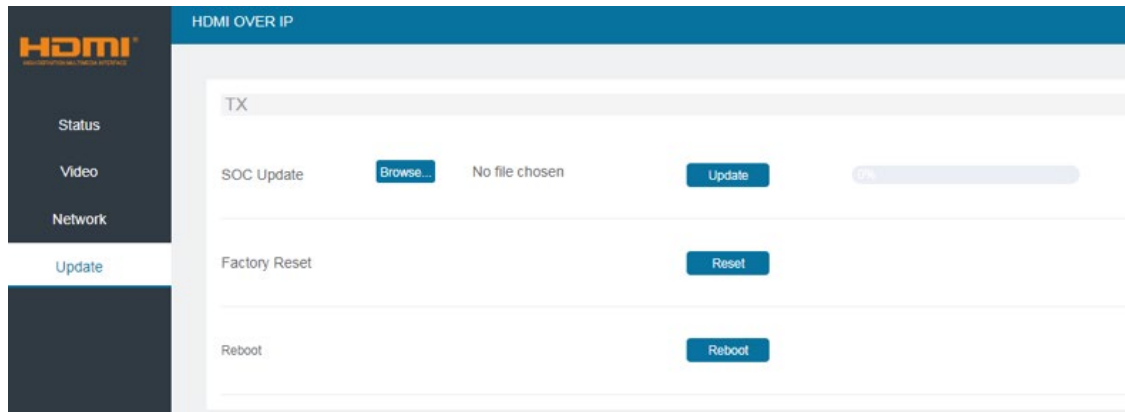 HDMI OVER IP
HDMI
Status
Video
Network
Update
TX
SOC Update Browse... No file chosen Update 0%
Factory Reset Reset
Reboot Reboot